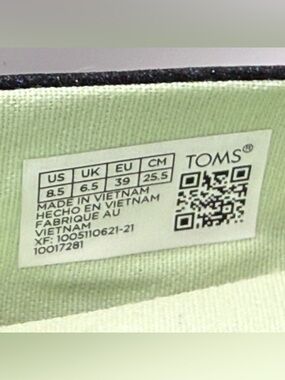 US UK EU CM TOMS®
8.5 6.5 39 25.5
MADE IN VIETNAM
HECHO EN VIETNAM
FABRIQUE AU
VIETNAM
XF: 1005110621-21
10017281